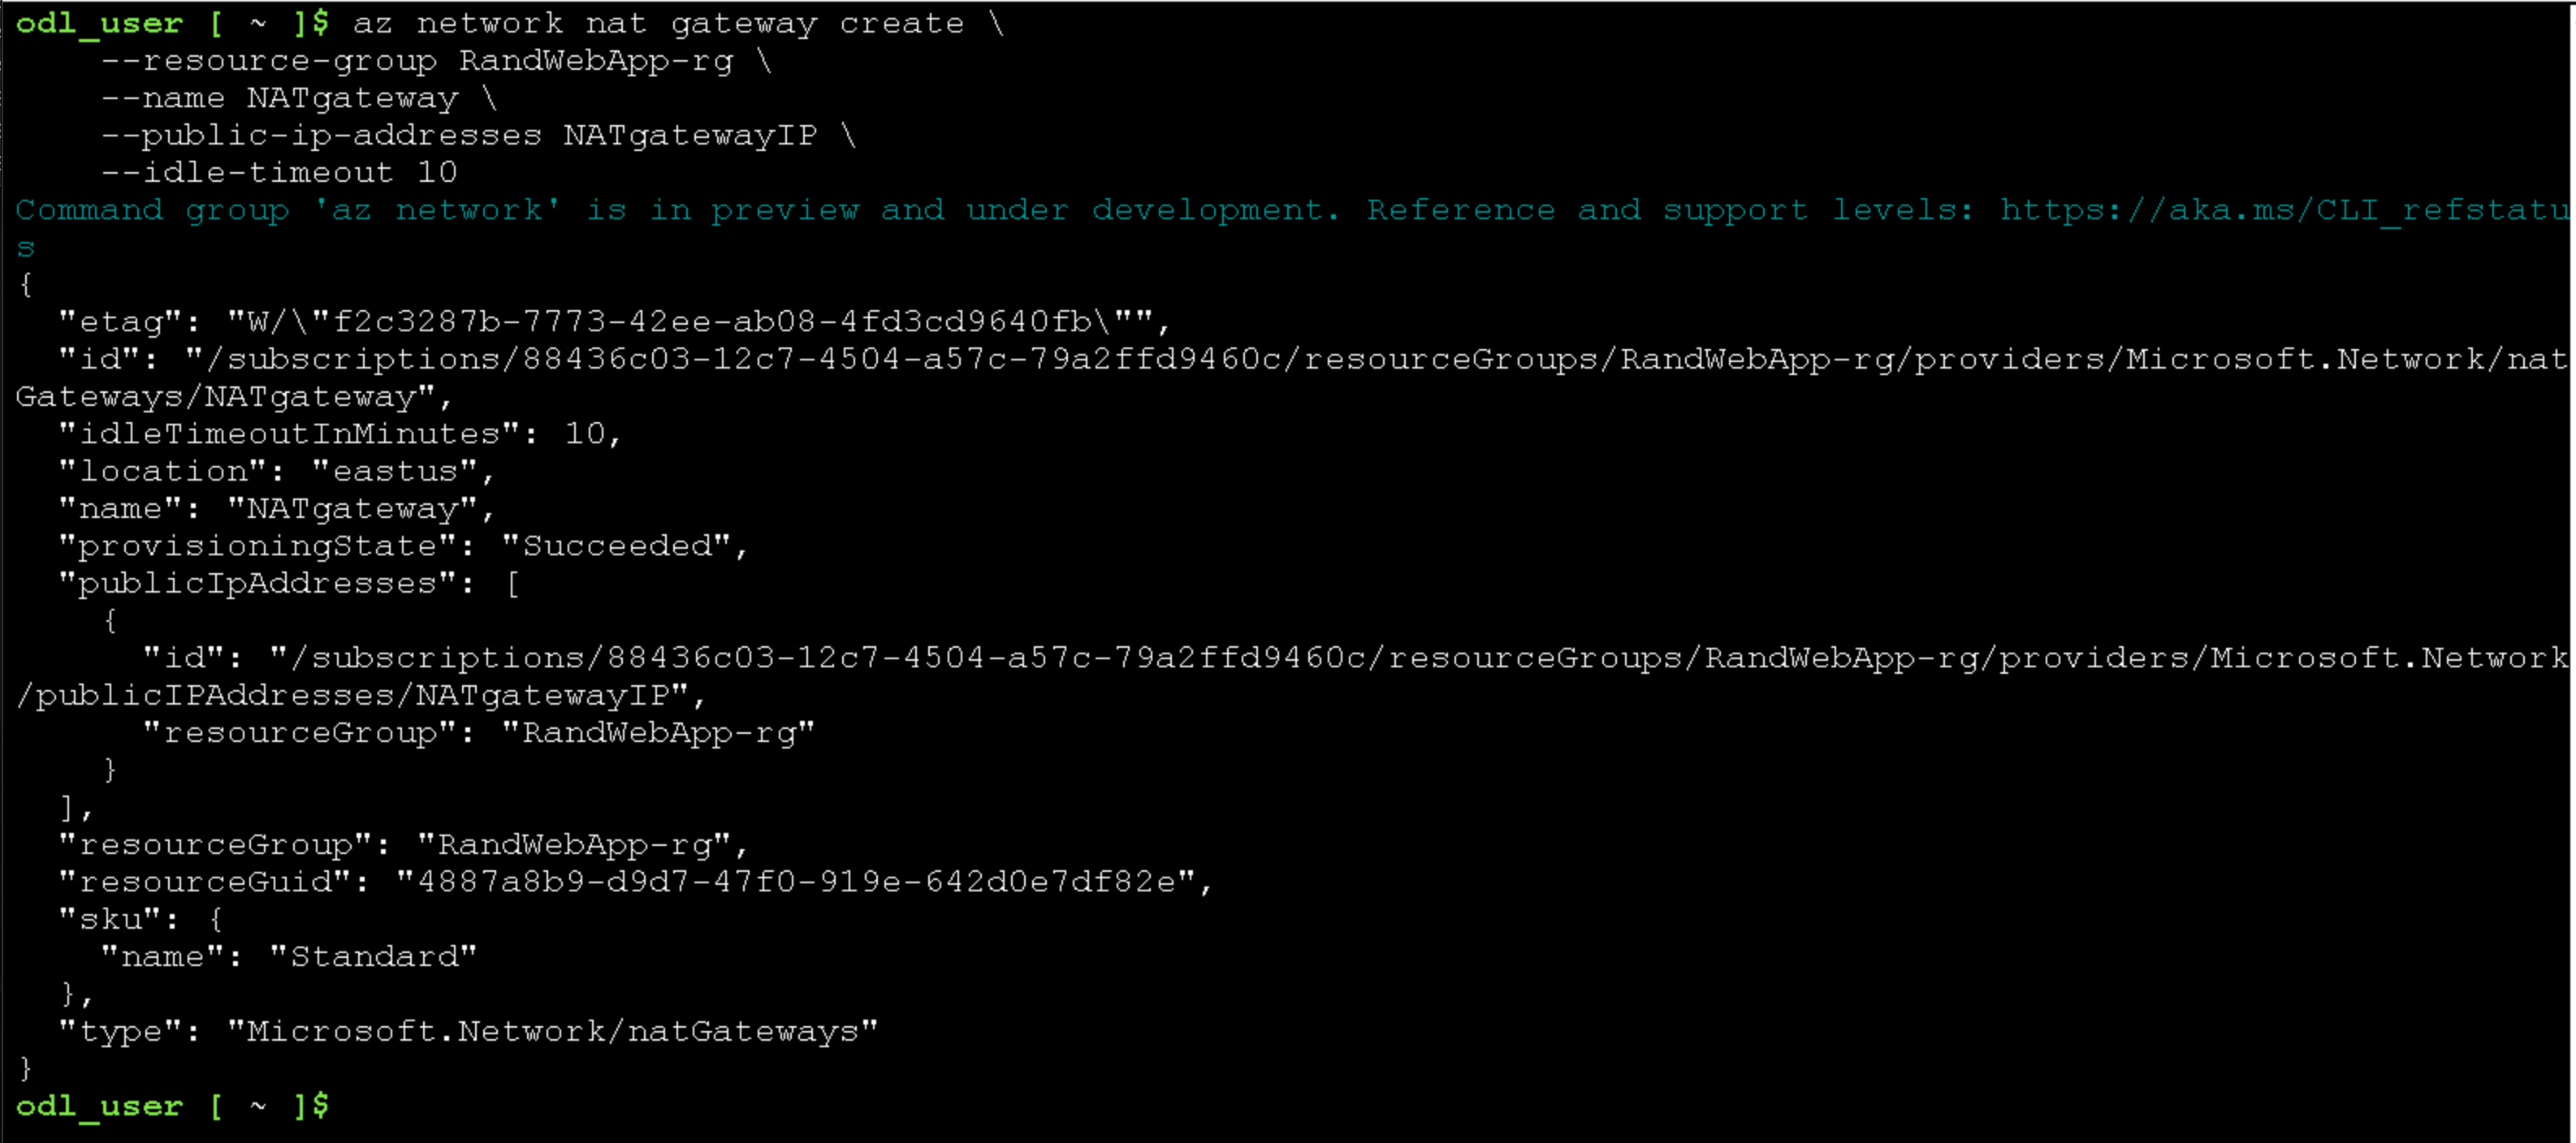 odl_user [ ~ ]$ az network nat gateway create \
    --resource-group RandWebApp-rg \
    --name NATgateway \
    --public-ip-addresses NATgatewayIP \
    --idle-timeout 10
Command group 'az network' is in preview and under development. Reference and support levels: https://aka.ms/CLI_refstatu
s
{
  "etag": "W/\"f2c3287b-7773-42ee-ab08-4fd3cd9640fb\"",
  "id": "/subscriptions/88436c03-12c7-4504-a57c-79a2ffd9460c/resourceGroups/RandWebApp-rg/providers/Microsoft.Network/nat
Gateways/NATgateway",
  "idleTimeoutInMinutes": 10,
  "location": "eastus",
  "name": "NATgateway",
  "provisioningState": "Succeeded",
  "publicIpAddresses": [
    {
      "id": "/subscriptions/88436c03-12c7-4504-a57c-79a2ffd9460c/resourceGroups/RandWebApp-rg/providers/Microsoft.Network
/publicIPAddresses/NATgatewayIP",
      "resourceGroup": "RandWebApp-rg"
    }
  ],
  "resourceGroup": "RandWebApp-rg",
  "resourceGuid": "4887a8b9-d9d7-47f0-919e-642d0e7df82e",
  "sku": {
    "name": "Standard"
  },
  "type": "Microsoft.Network/natGateways"
}
odl_user [ ~ ]$